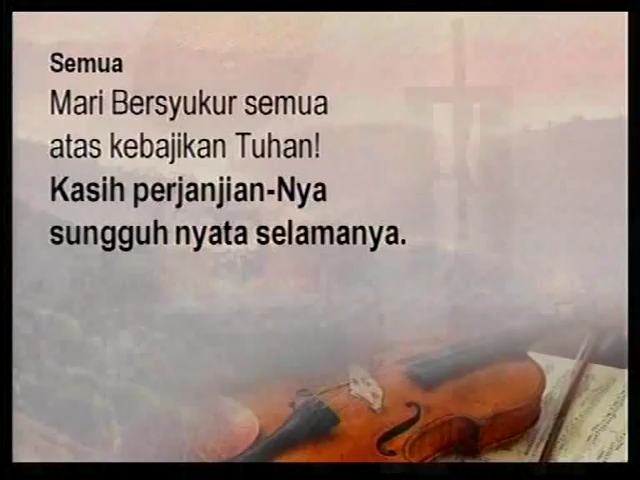 Semua
Mari Bersyukur semua
atas kebajikan Tuhan!
Kasih perjanjian-Nya
sungguh nyata selamanya.